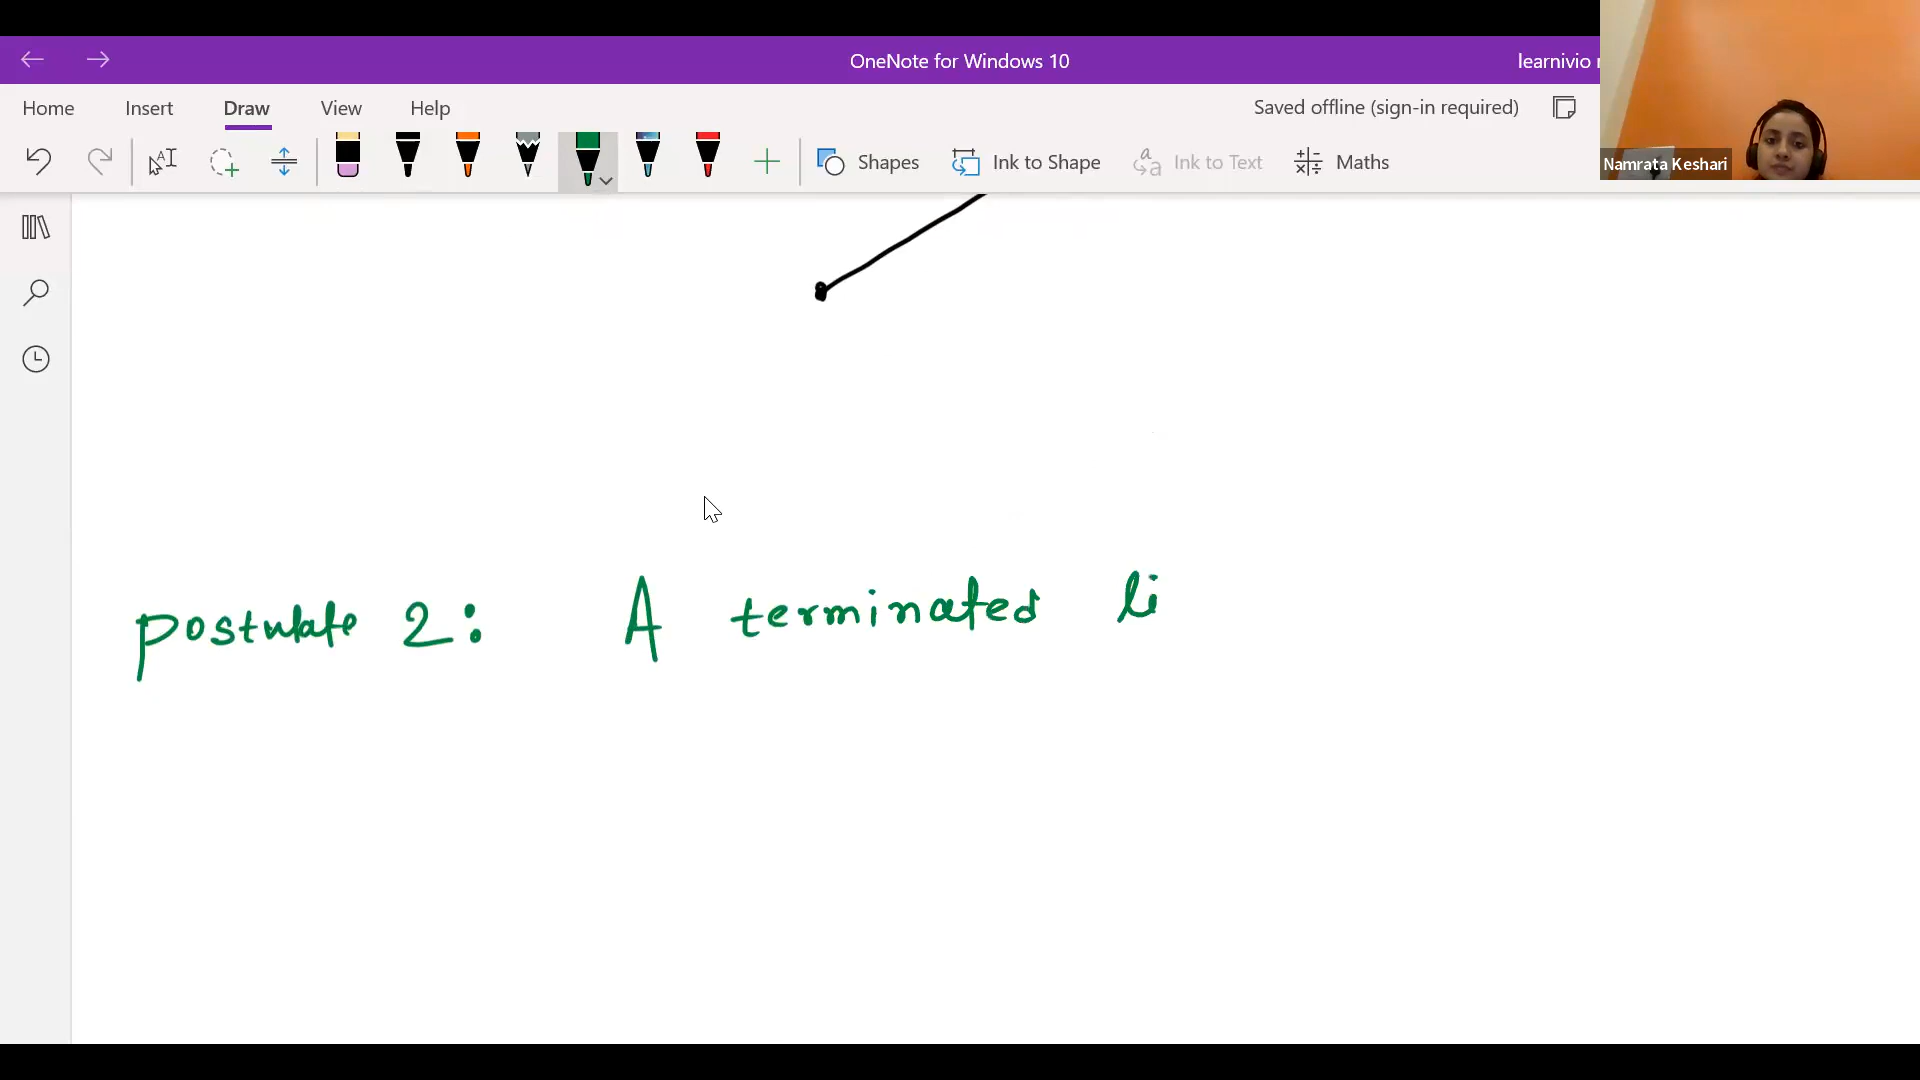 OneNote for Windows 10
learnivio
Home Insert Draw View Help
Saved offline (sign-in required)
Shapes Ink to Shape Ink to Text Maths
Namrata Keshari
postulate 2: A terminated li